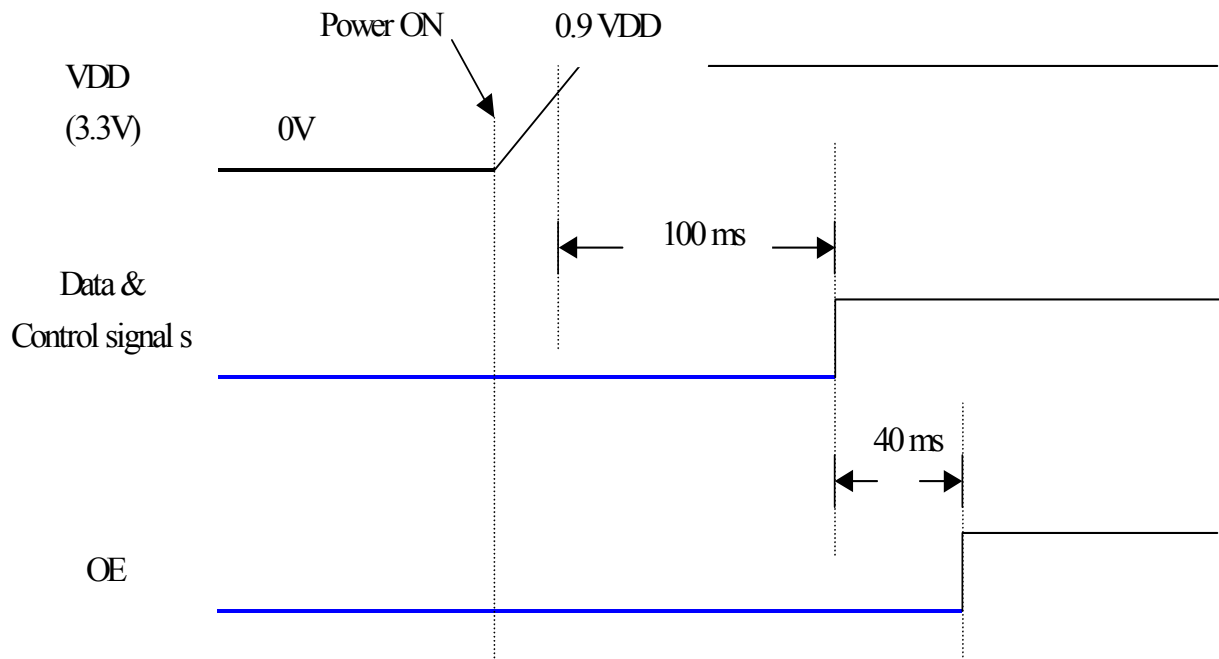 Power ON
0.9 VDD
VDD
(3.3V)
0V
100 ms
Data &
Control signal s
40 ms
OE